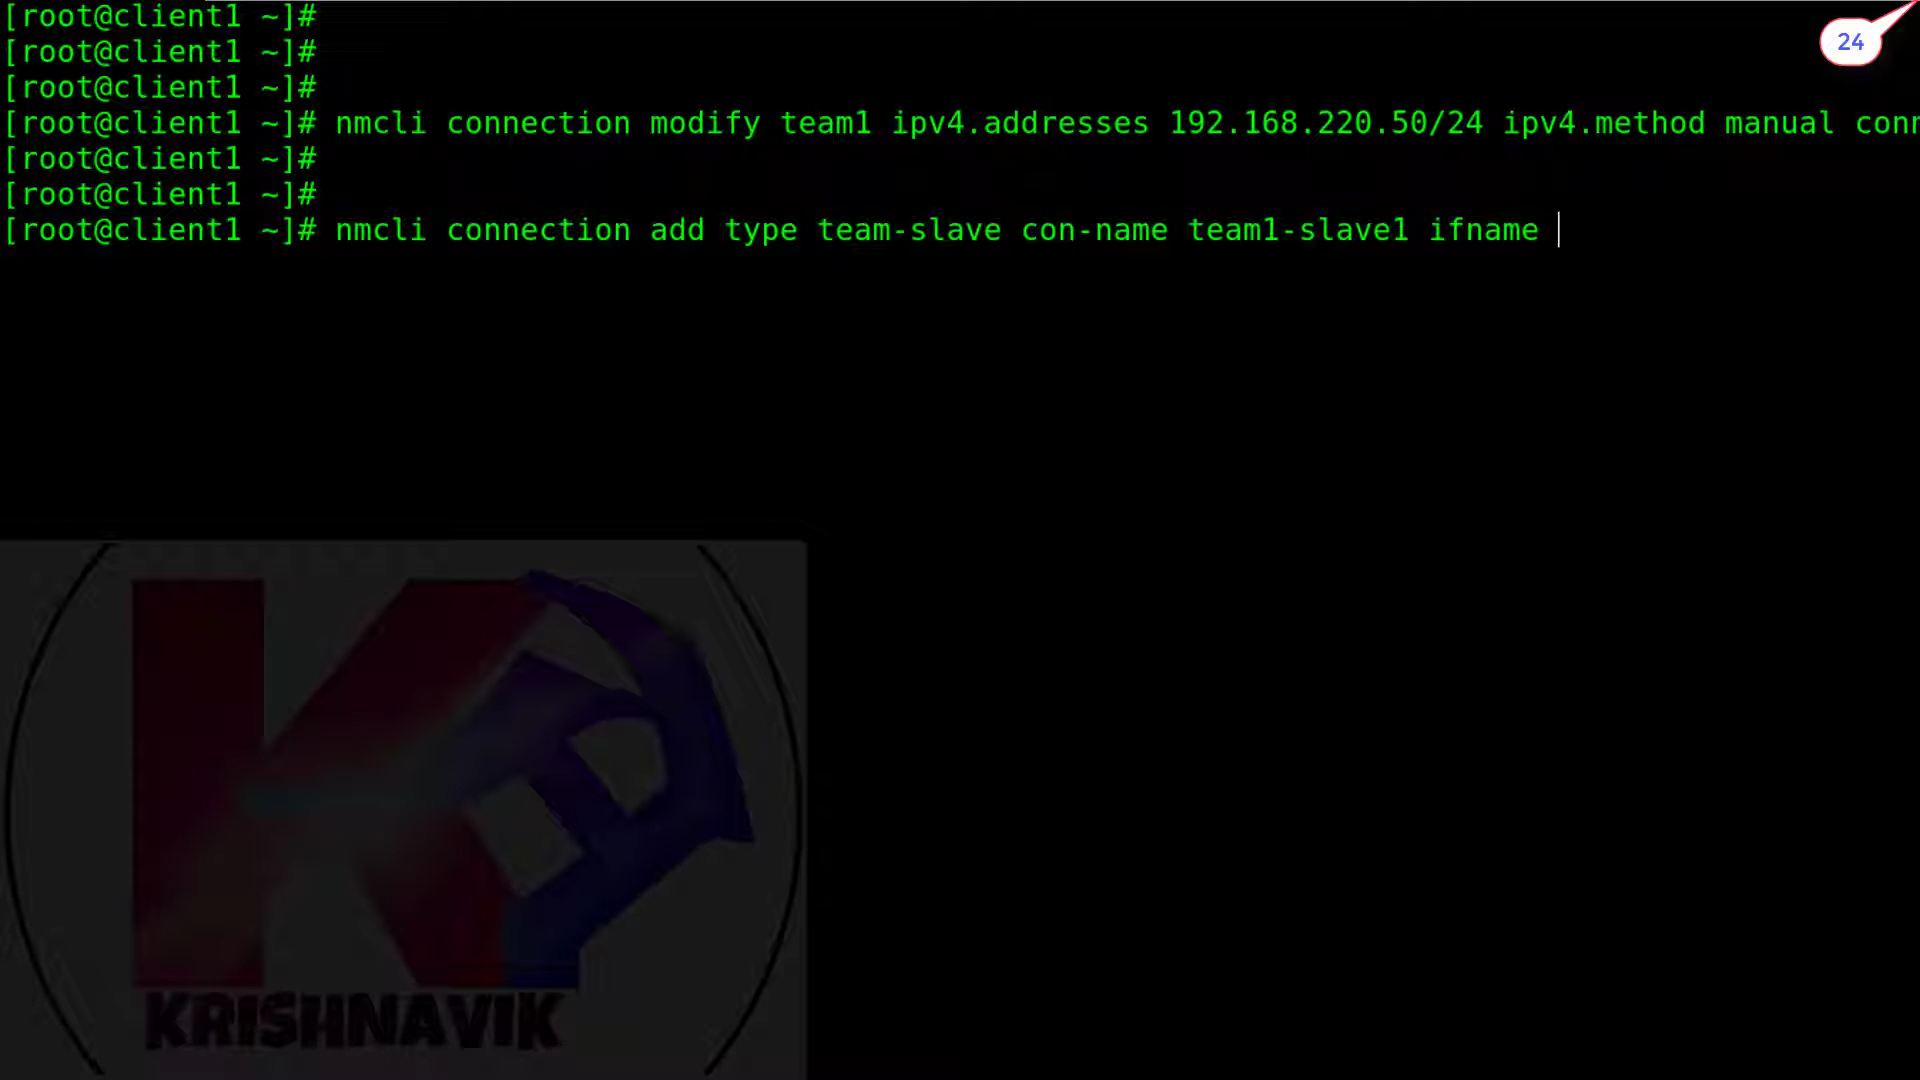 [root@client1 ~]#
24
[root@client1 ~]#
[root@client1 ~]#
[root@client1 ~]# nmcli connection modify team1 ipv4.addresses 192.168.220.50/24 ipv4.method manual conn
[root@client1 ~]#
[root@client1 ~]#
[root@client1 ~]# nmcli connection add type team-slave con-name team1-slave1 ifname
KRISHNAVIK